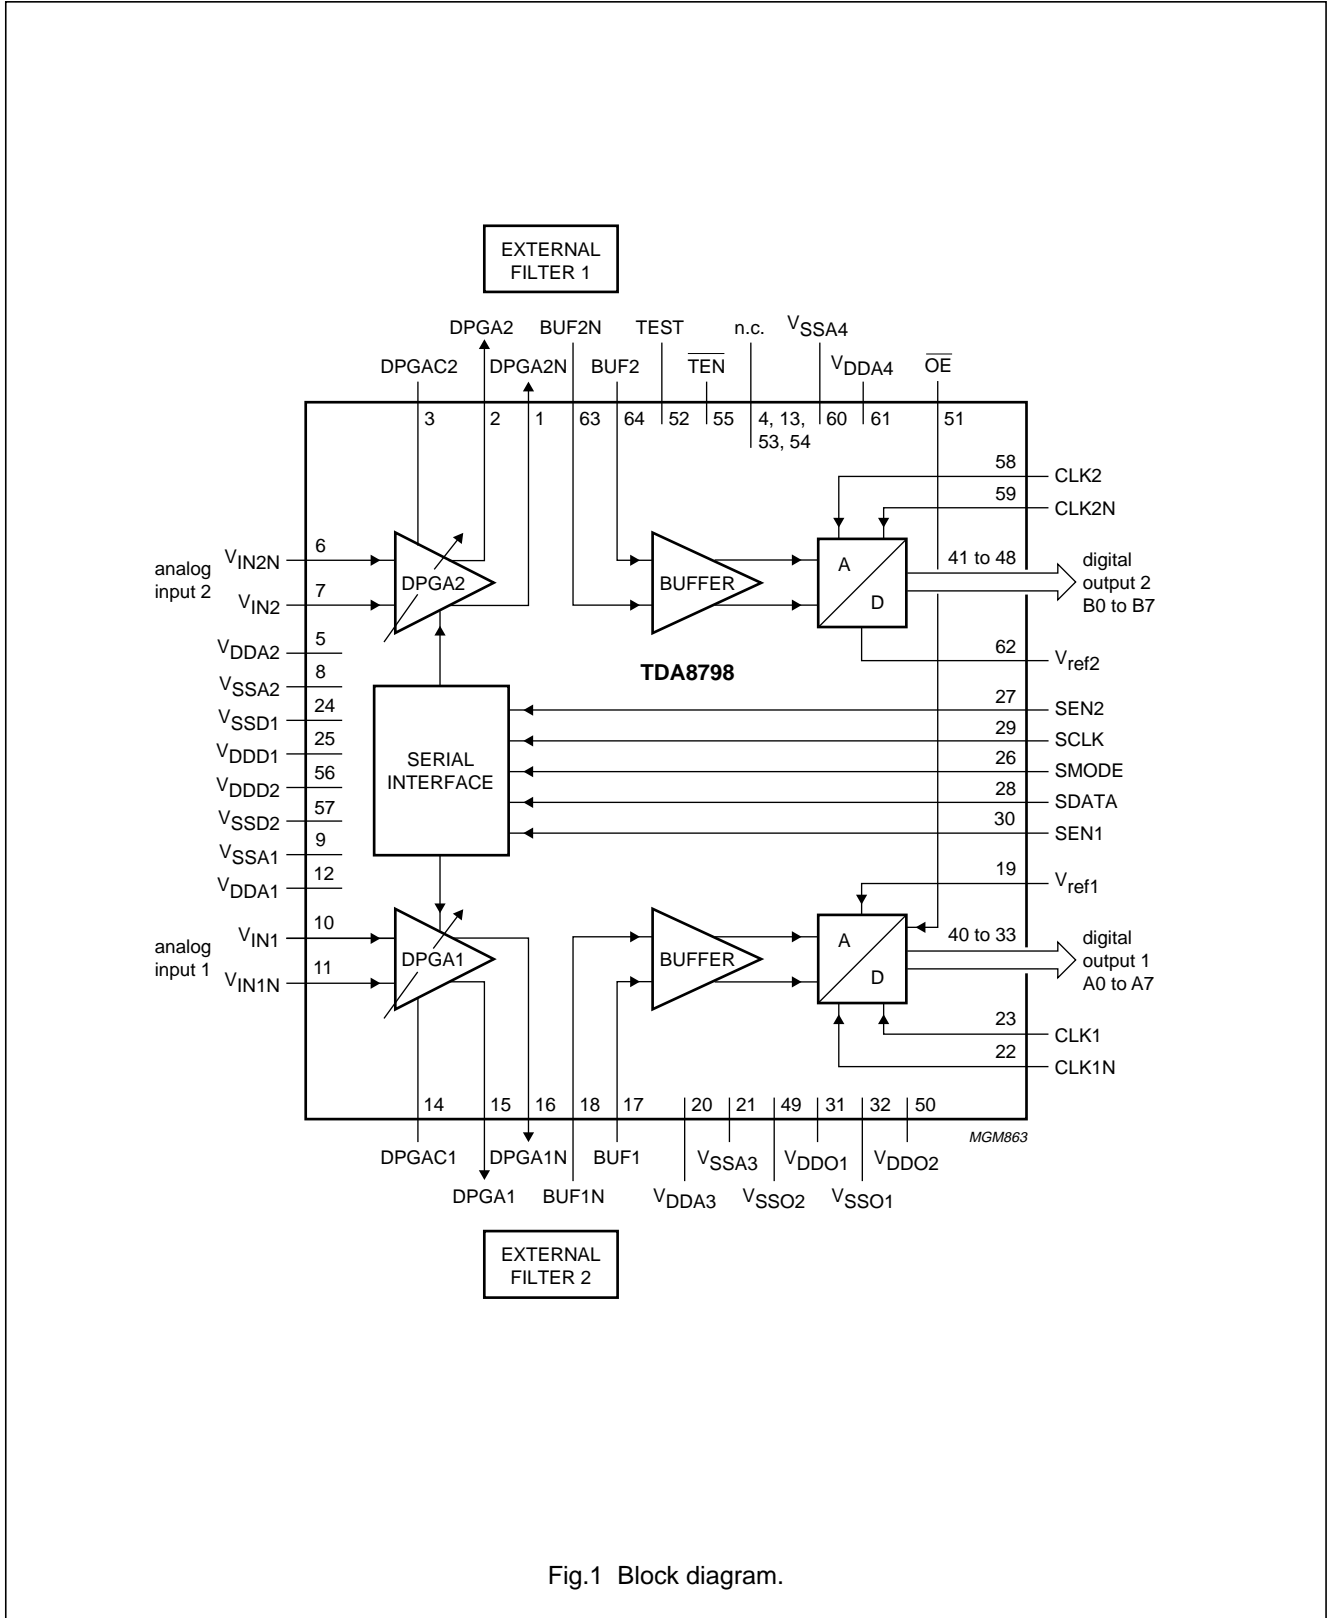 EXTERNAL
FILTER 1
DPGA2 BUF2N TEST n.c. VSSA4
DPGAC2 DPGA2N BUF2 TEN VDDA4 OE
3 2 1 63 64 52 55 4, 13, 60 61 51
53, 54
58 CLK2
59 CLK2N
analog
input 2
VIN2N 6
VIN2 7
DPGA2
BUFFER
A
D
41 to 48
digital
output 2
B0 to B7
62 Vref2
TDA8798
VDDA2 5
VSSA2 8
VSSD1 24
VDDD1 25
VDDD2 56
VSSD2 57
VSSA1 9
VDDA1 12
SERIAL
INTERFACE
27 SEN2
29 SCLK
26 SMODE
28 SDATA
30 SEN1
19 Vref1
analog
input 1
VIN1 10
VIN1N 11
DPGA1
BUFFER
A
D
40 to 33
digital
output 1
A0 to A7
23 CLK1
22 CLK1N
14 15 16 18 17 20 21 49 31 32 50
MGM863
DPGAC1 DPGA1N BUF1 VSSA3 VDDO1 VDDO2
DPGA1 BUF1N VDDA3 VSSO2 VSSO1
EXTERNAL
FILTER 2
Fig.1 Block diagram.